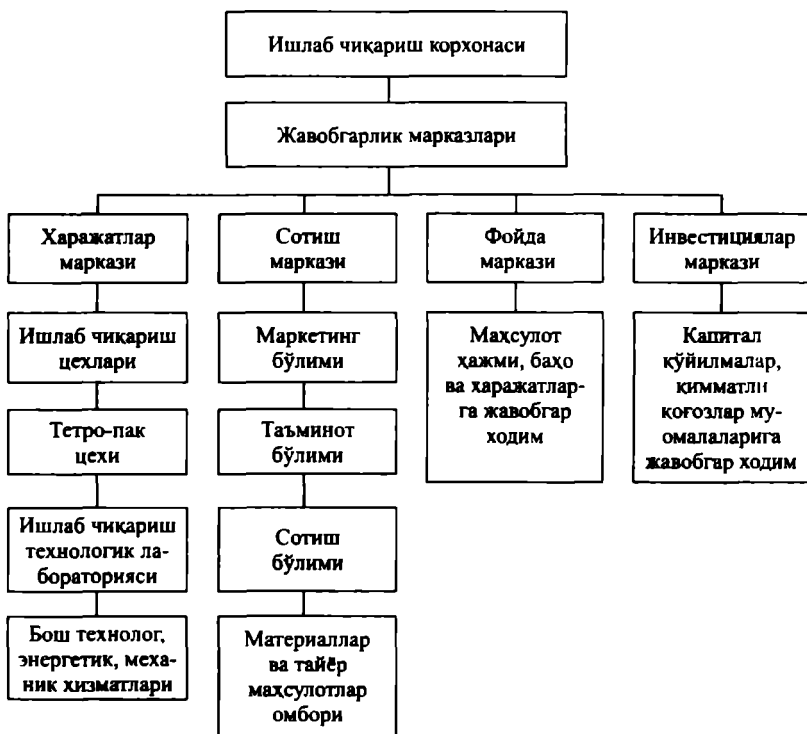 Ишлаб чиқариш корхонаси
Жавобгарлик марказлари
Харажатлар
маркази
Ишлаб чиқариш
цехлари
Тетро-пак
цехи
Ишлаб чиқариш
технологик ла-
бораторияси
Бош технолог,
энергетик, меха-
ник хизматлари
Сотиш
маркази
Маркетинг
бўлими
Таъминот
бўлими
Сотиш
бўлими
Материаллар
ва тайёр
маҳсулотлар
омбори
Фойда
маркази
Маҳсулот
ҳажми, баҳо
ва харажатлар-
га жавобгар
ходим
Инвестициялар
маркази
Капитал
қўйилмалар,
қимматли
қоғозлар му-
омалаларига
жавобгар ходим